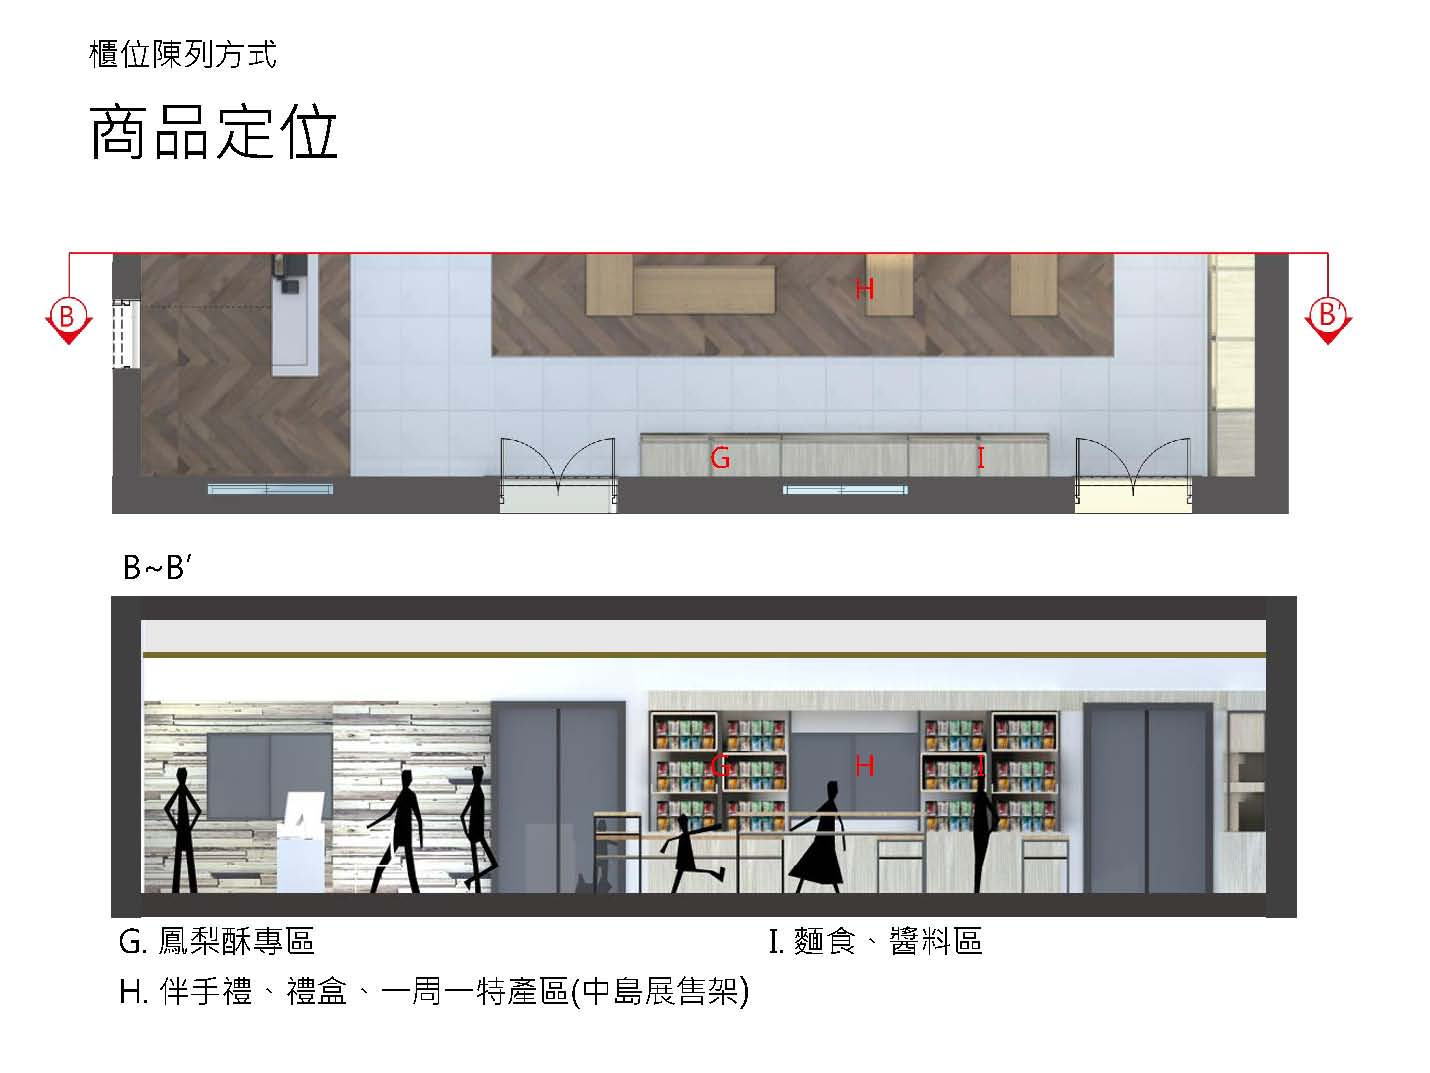 櫃位陳列方式
商品定位
B
B′
H
G
I
B~B′
G
H
I
G. 鳳梨酥專區
I. 麵食、醬料區
H. 伴手禮、禮盒、一周一特產區(中島展售架)